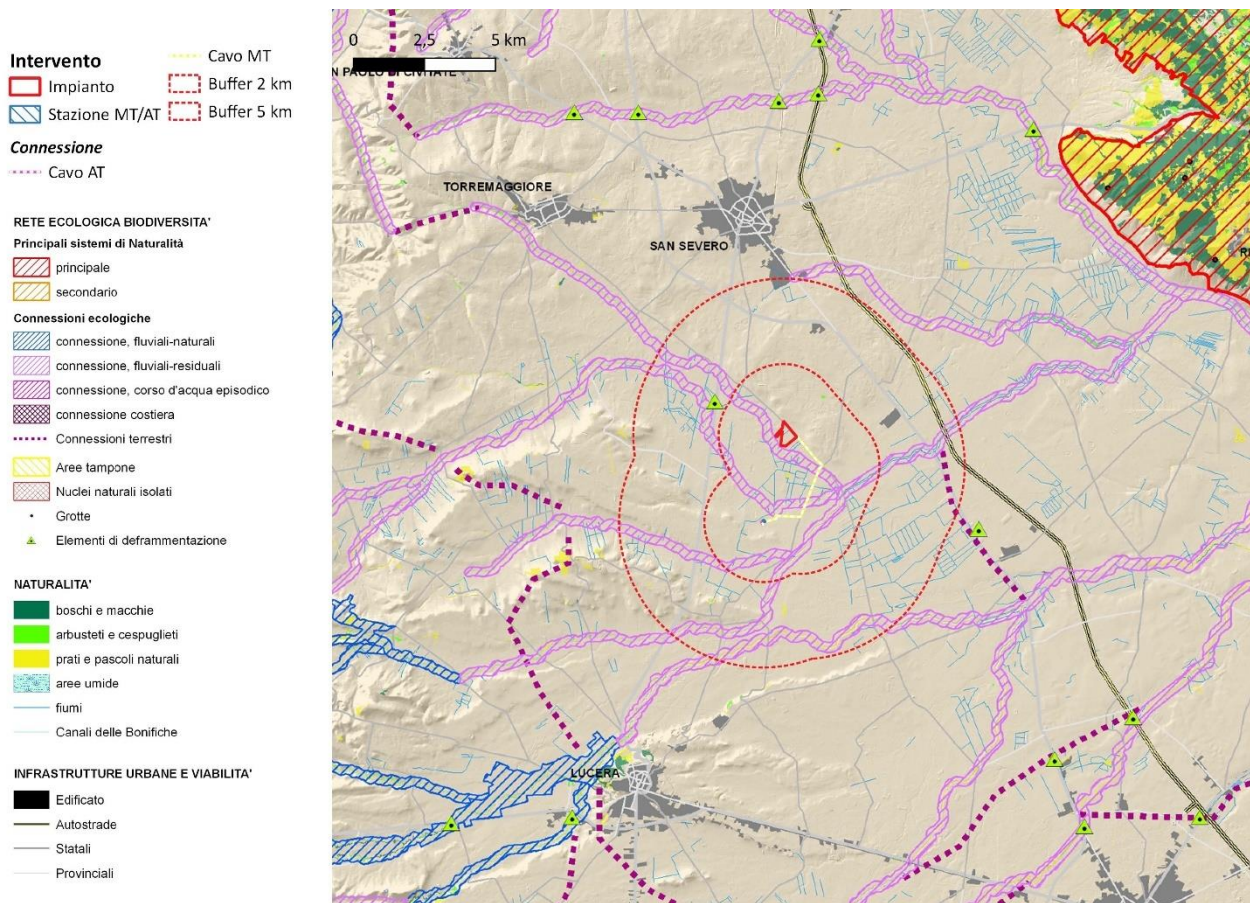 Intervento
Impianto
Stazione MT/AT
Connessione
Cavo AT
Cavo MT
Buffer 2 km
Buffer 5 km
RETE ECOLOGICA BIODIVERSITA'
Principali sistemi di Naturalità
principale
secondario
Connessioni ecologiche
connessione, fluviali-naturali
connessione, fluviali-residuali
connessione, corso d'acqua episodico
connessione costiera
Connessioni terrestri
Aree tampone
Nuclei naturali isolati
Grotte
Elementi di deframmentazione
NATURALITA'
boschi e macchie
arbusteti e cespuglieti
prati e pascoli naturali
aree umide
fiumi
Canali delle Bonifiche
INFRASTRUTTURE URBANE E VIABILITA'
Edificato
Autostrade
Statali
Provinciali
0 2,5 5 km
TORREMAGGIORE
SAN SEVERO
LUCERA